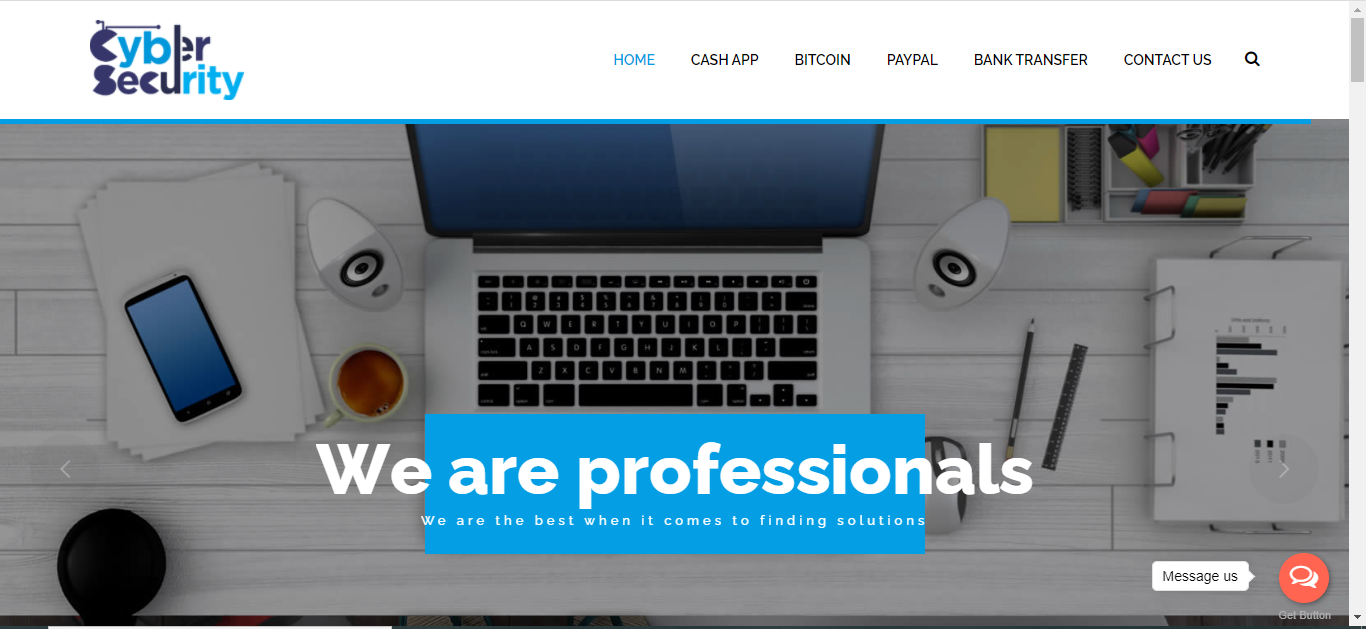 Cyber
Security
HOME CASH APP BITCOIN PAYPAL BANK TRANSFER CONTACT US
We are professionals
We are the best when it comes to finding solutions
Message us
Get Button